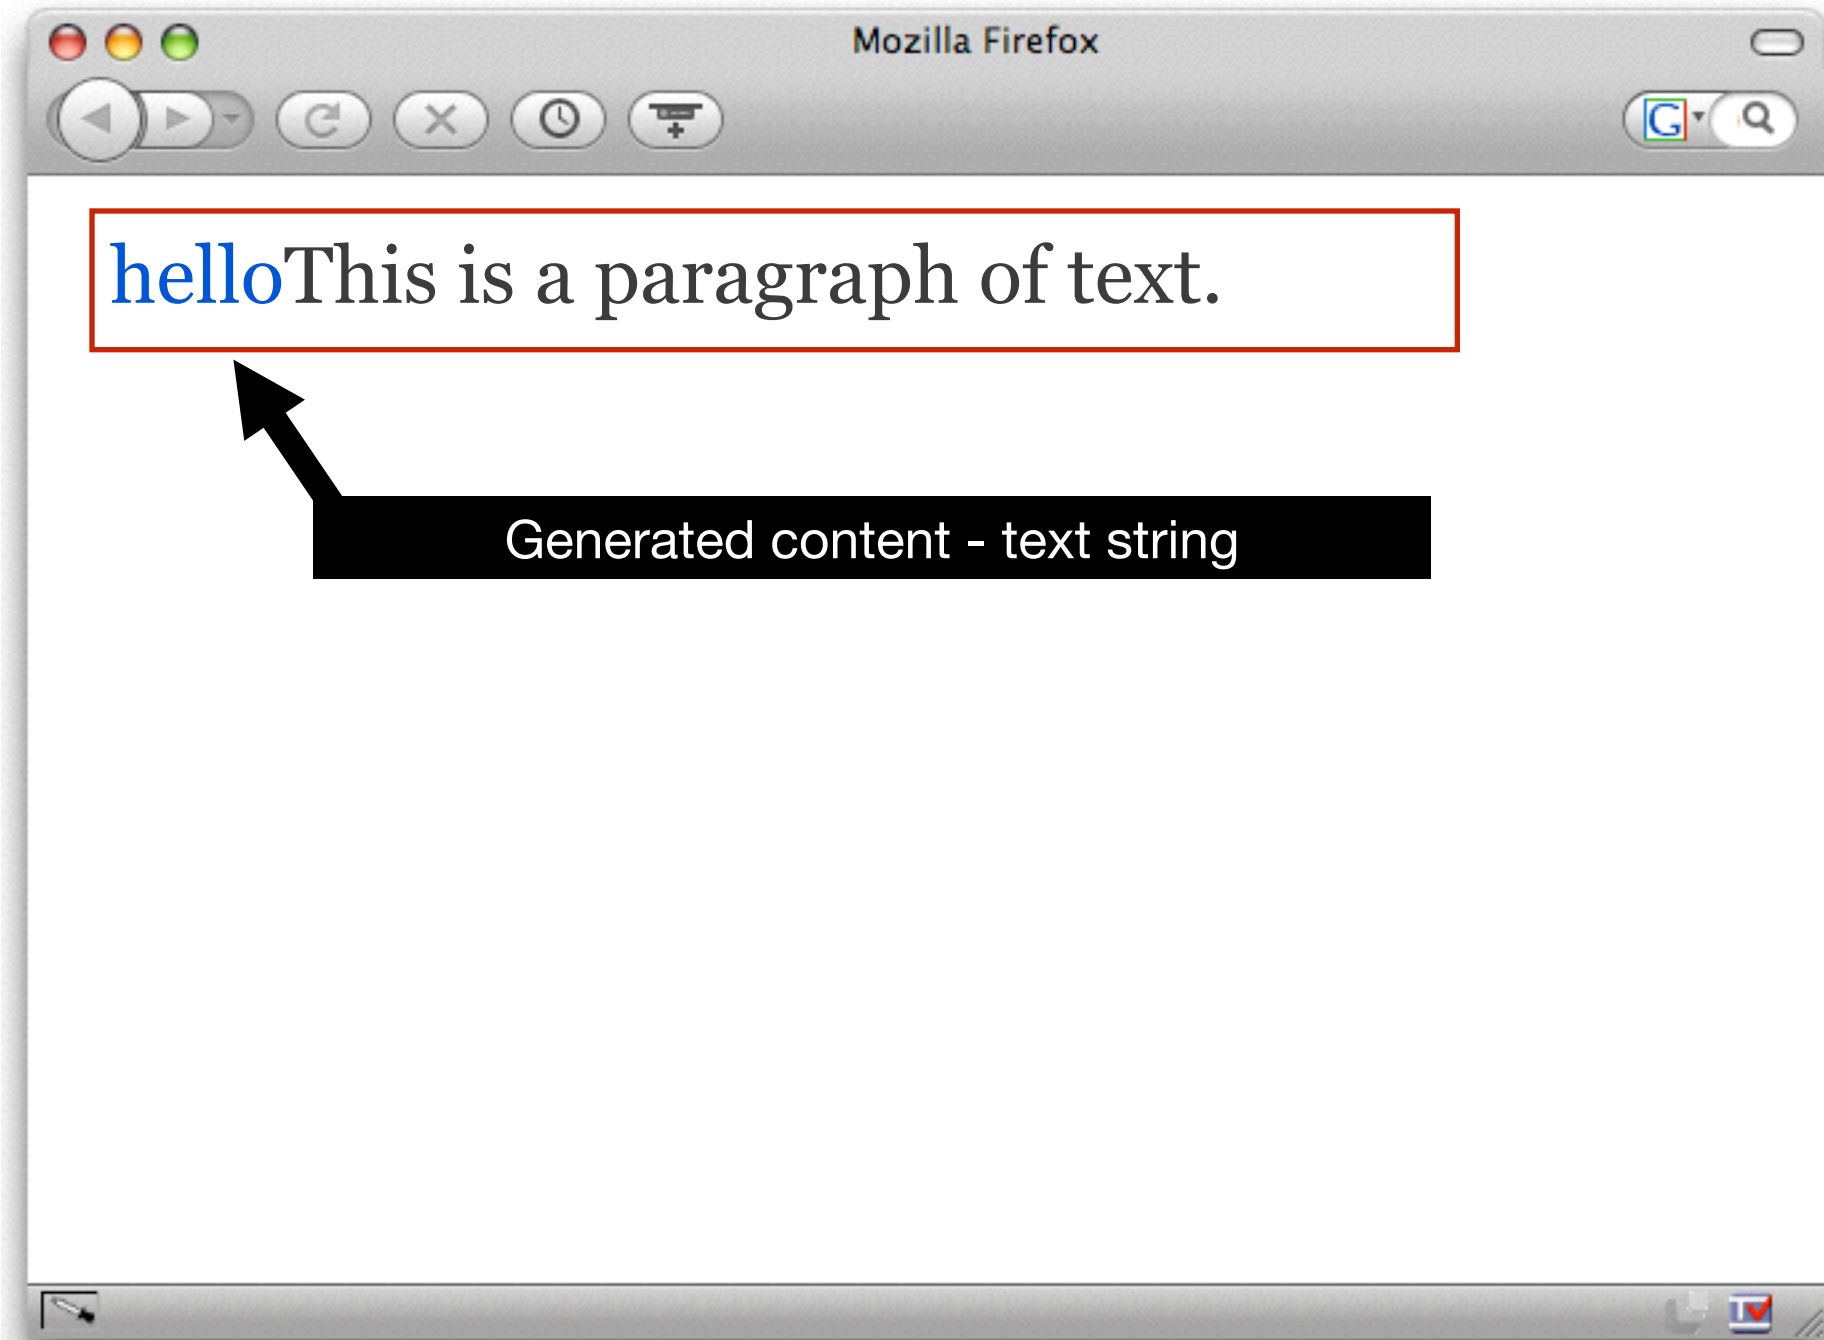 Mozilla Firefox
G
helloThis is a paragraph of text.
Generated content - text string